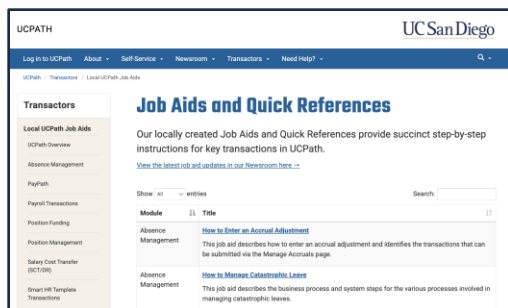 UCPATH
UC San Diego
Log in to UCPath About Self-Service Newsroom Transactors Need Help?
UCPath / Transactors / Local UCPath Job Aids
Transactors
Local UCPath Job Aids
UCPath Overview
Absence Management
PayPath
Payroll Transactions
Position Funding
Position Management
Salary Cost Transfer
(SCT/DR)
Smart HR Template
Transactions
Job Aids and Quick References
Our locally created Job Aids and Quick References provide succinct step-by-step
instructions for key transactions in UCPath.
View the latest job aid updates in our Newsroom here →
Show All entries
Search:
Module Title
Absence
Management
How to Enter an Accrual Adjustment
This job aid describes how to enter an accrual adjustment and identifies the transactions that can
be submitted via the Manage Accruals page.
Absence
Management
How to Manage Catastrophic Leave
This job aid describes the business process and system steps for the various processes involved in
managing catastrophic leaves.